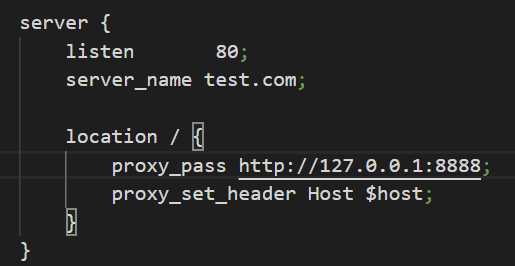 server {
    listen       80;
    server_name test.com;

    location / {
        proxy_pass http://127.0.0.1:8888;
        proxy_set_header Host $host;
    }
}